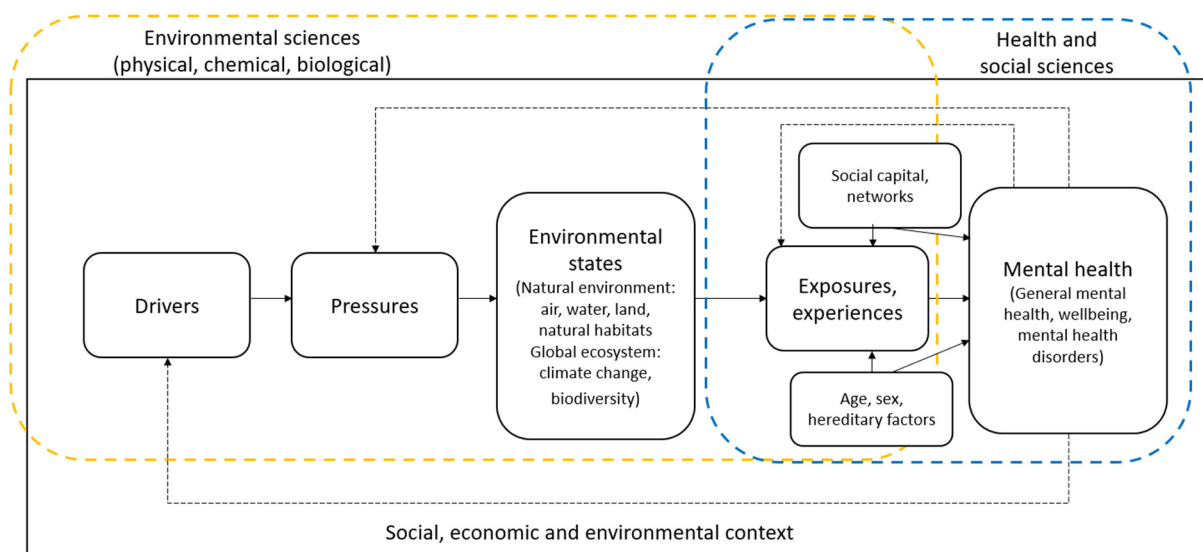 Environmental sciences
(physical, chemical, biological)
Health and
social sciences
Social capital,
networks
Drivers
Pressures
Environmental
states
(Natural environment:
air, water, land,
natural habitats
Global ecosystem:
climate change,
biodiversity)
Exposures,
experiences
Mental health
(General mental
health, wellbeing,
mental health
disorders)
Age, sex,
hereditary factors
Social, economic and environmental context